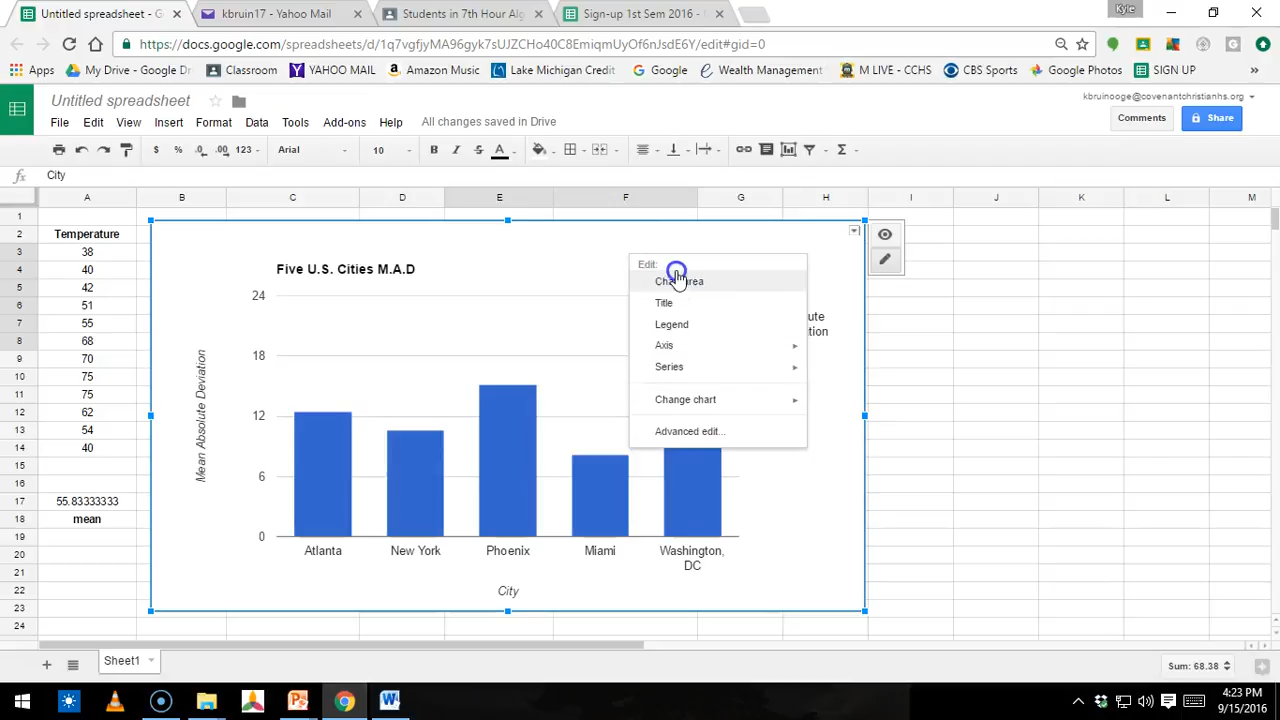 Untitled spreadsheet - G
kbruin17 - Yahoo Mail
Students in 7th Hour Alg
Sign-up 1st Sem 2016 -
Kyle
https://docs.google.com/spreadsheets/d/1q7vgfjyMA96gyk7sUJZCHo40C8EmiqmUyOf6nJsdE6Y/edit#gid=0
Apps
My Drive - Google Dr
Classroom
YAHOO MAIL
Amazon Music
Lake Michigan Credit
Google
Wealth Management
M LIVE - CCHS
CBS Sports
Google Photos
SIGN UP
»
Untitled spreadsheet
kbruinooge@covenantchristianhs.org
File Edit View Insert Format Data Tools Add-ons Help All changes saved in Drive
Comments
Share
$ % .0 .00 123 Arial 10 B I S A Σ
fx City
A B C D E F G H I J K L M
1
2 Temperature
3 38
4 40
5 42
6 51
7 55
8 68
9 70
10 75
11 75
12 62
13 54
14 40
15
16
17 55.83333333
18 mean
19
20
21
22
23
24
Five U.S. Cities M.A.D
24
18
12
6
0
Mean Absolute Deviation
Atlanta
New York
Phoenix
Miami
Washington,
DC
City
Edit:
Chart area
Title
Legend
Axis
Series
Change chart
Advanced edit...
Sheet1
Sum: 68.38
4:23 PM
9/15/2016